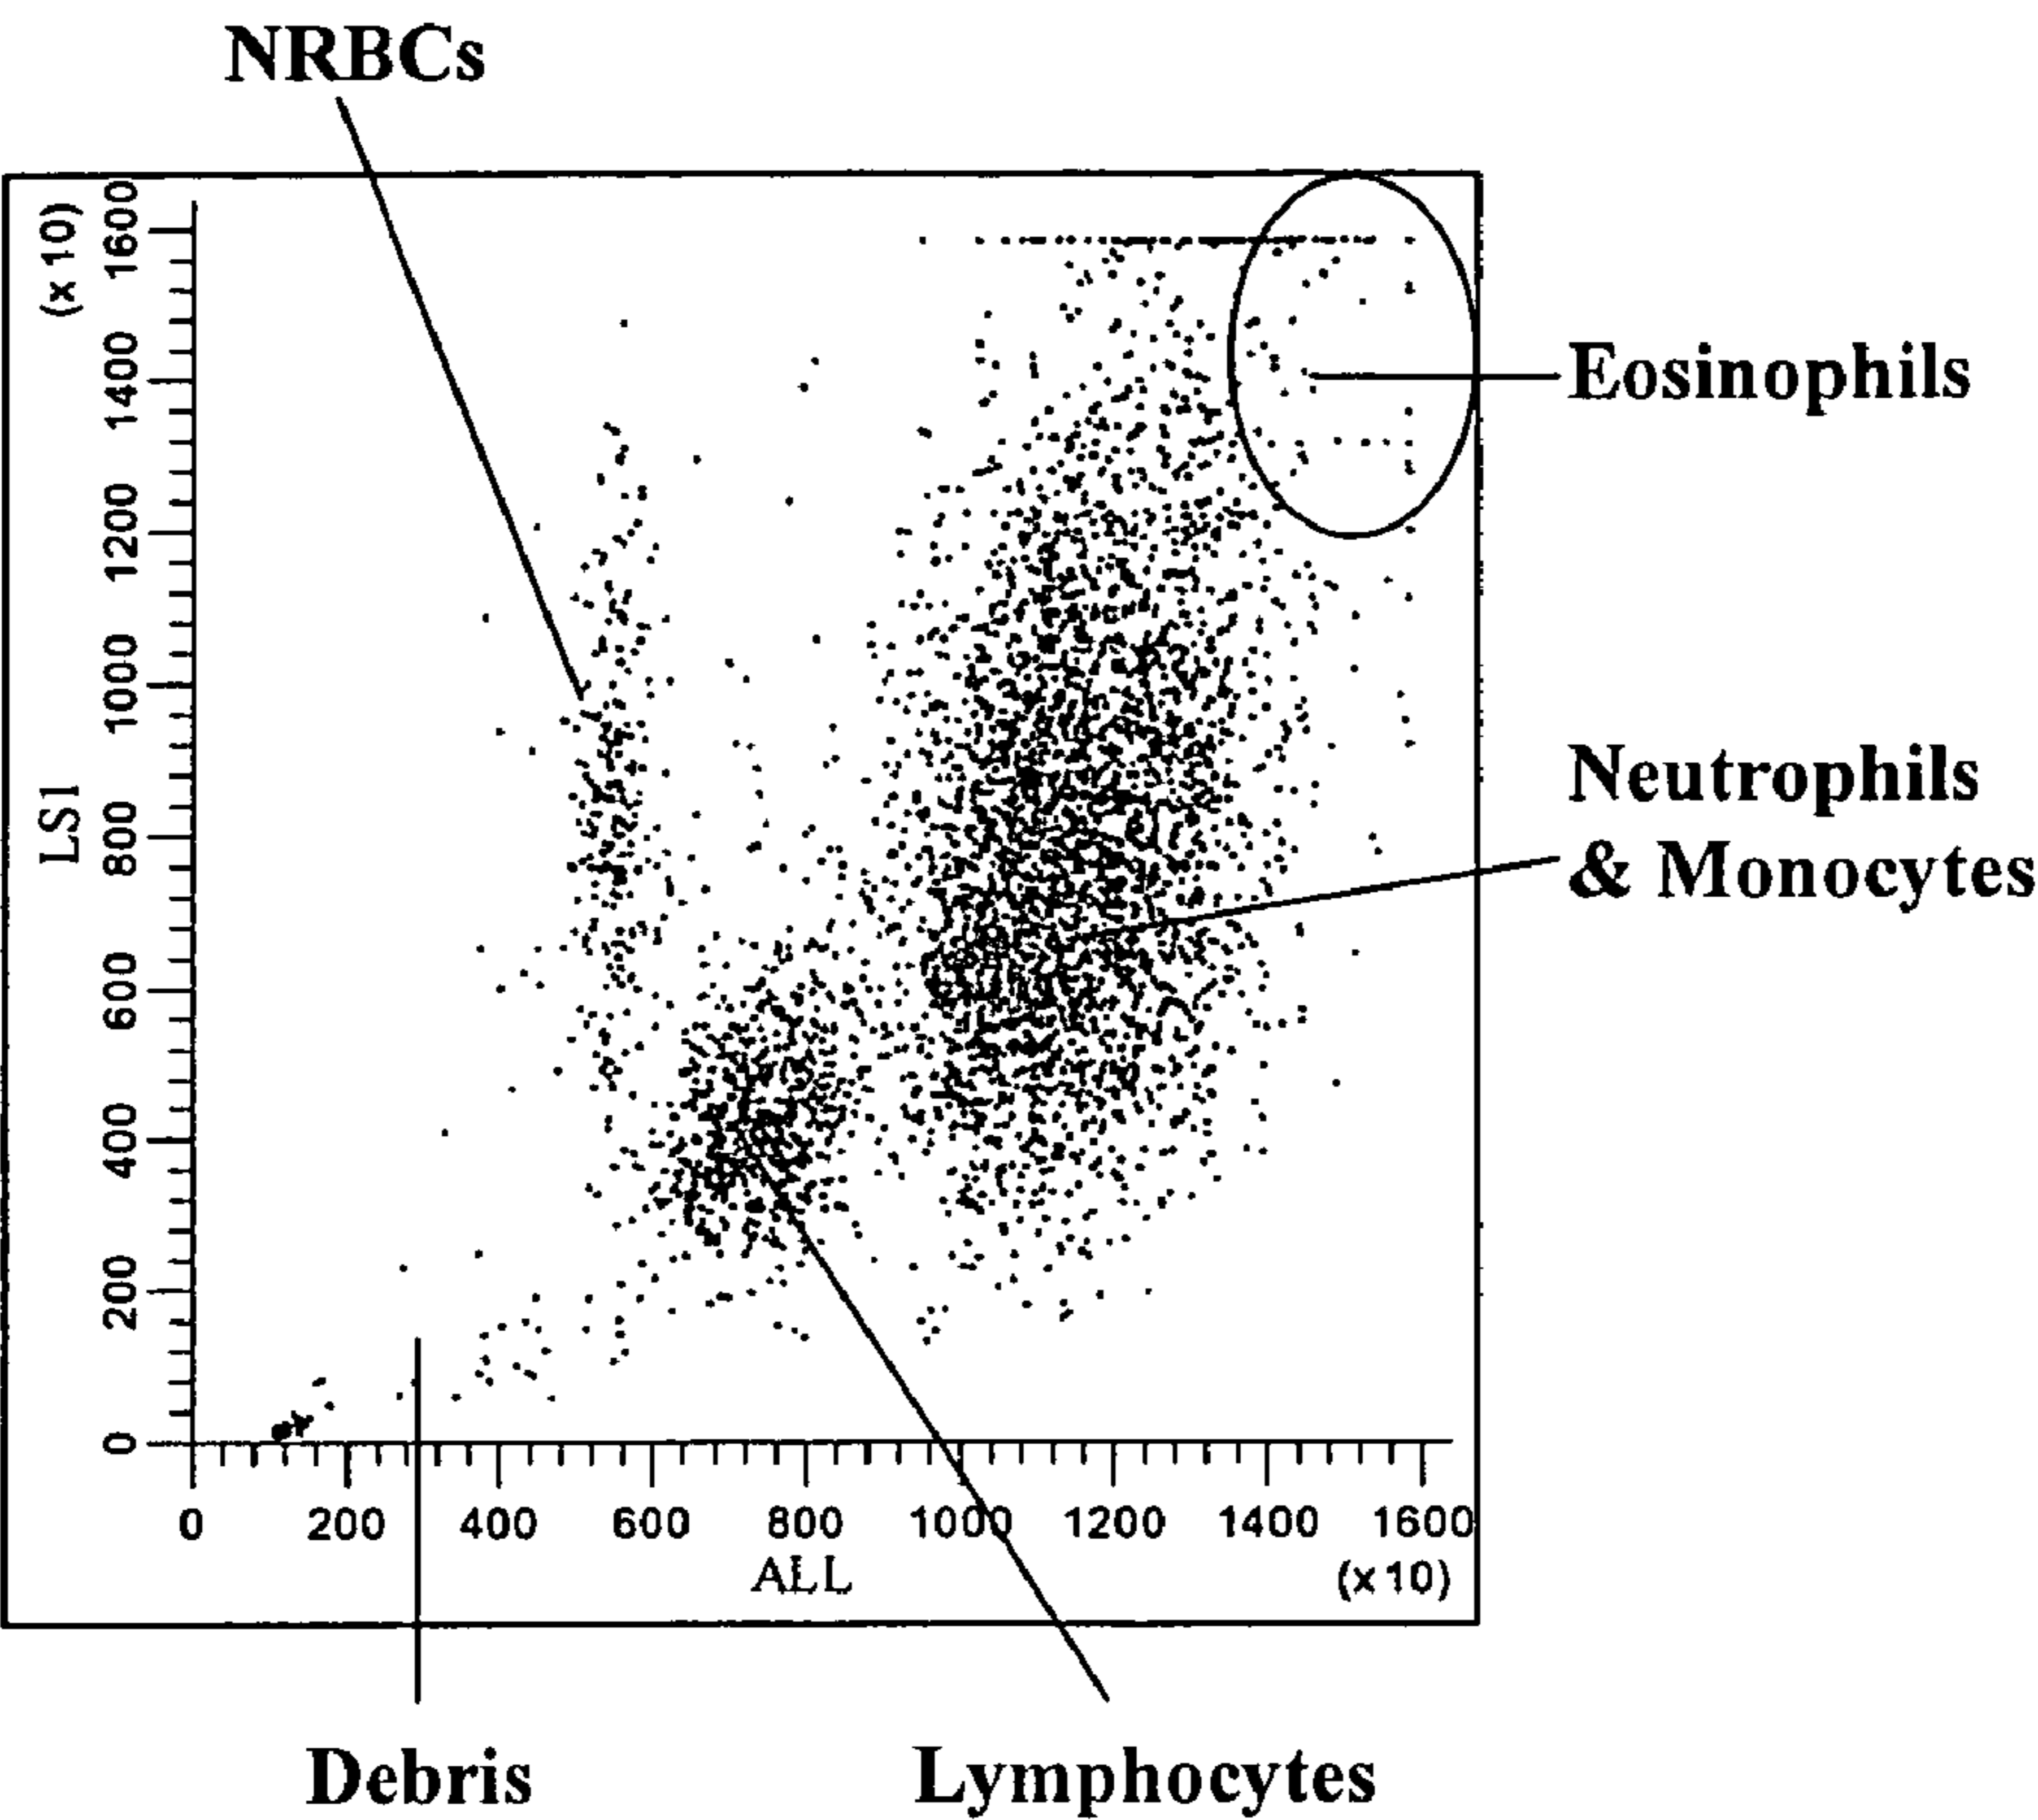 NRBCs
(x 10)
1600
1400
1200
1000
800
600
400
200
0
LS1
Eosinophils
Neutrophils
& Monocytes
0 200 400 600 800 1000 1200 1400 1600
ALL
(x 10)
Debris
Lymphocytes